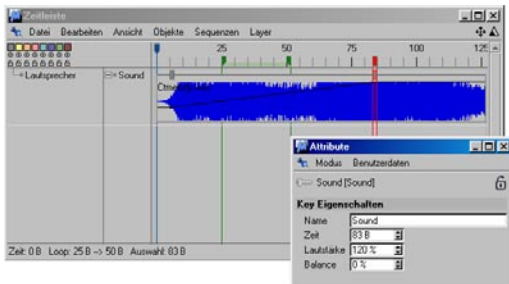 Zeitleiste
Datei Bearbeiten Ansicht Objekte Sequenzen Layer
25 50 75 100 125
Lautsprecher Sound
Attribute
Modus Benutzerdaten
Sound [Sound]
Key Eigenschaften
Name Sound
Zeit 83 B
Lautstärke 120 %
Balance 0 %
Zeit: 0 B Loop: 25 B --> 50 B Auswahl: 83 B